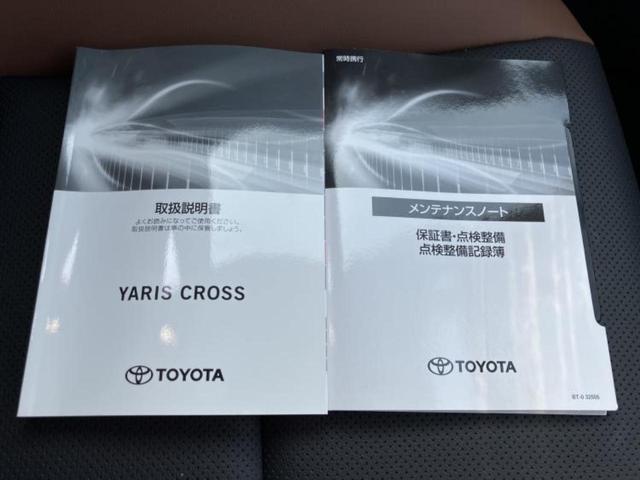 取扱説明書
よくお読みになってご使用ください。
取扱説明書は車の中に保管しましょう。
YARIS CROSS
TOYOTA
常時携行
メンテナンスノート
保証書・点検整備
点検整備記録簿
TOYOTA